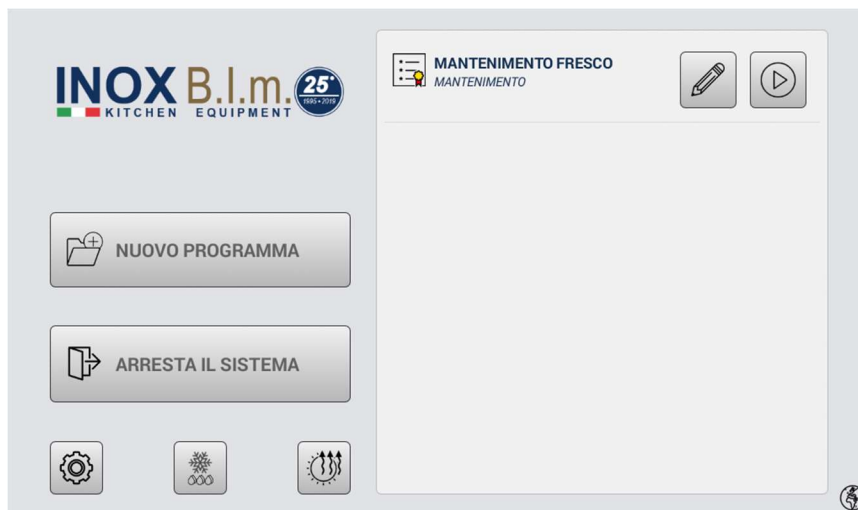 INOX B.I.m. 25°
1995•2019
KITCHEN EQUIPMENT
MANTENIMENTO FRESCO
MANTENIMENTO
NUOVO PROGRAMMA
ARRESTA IL SISTEMA